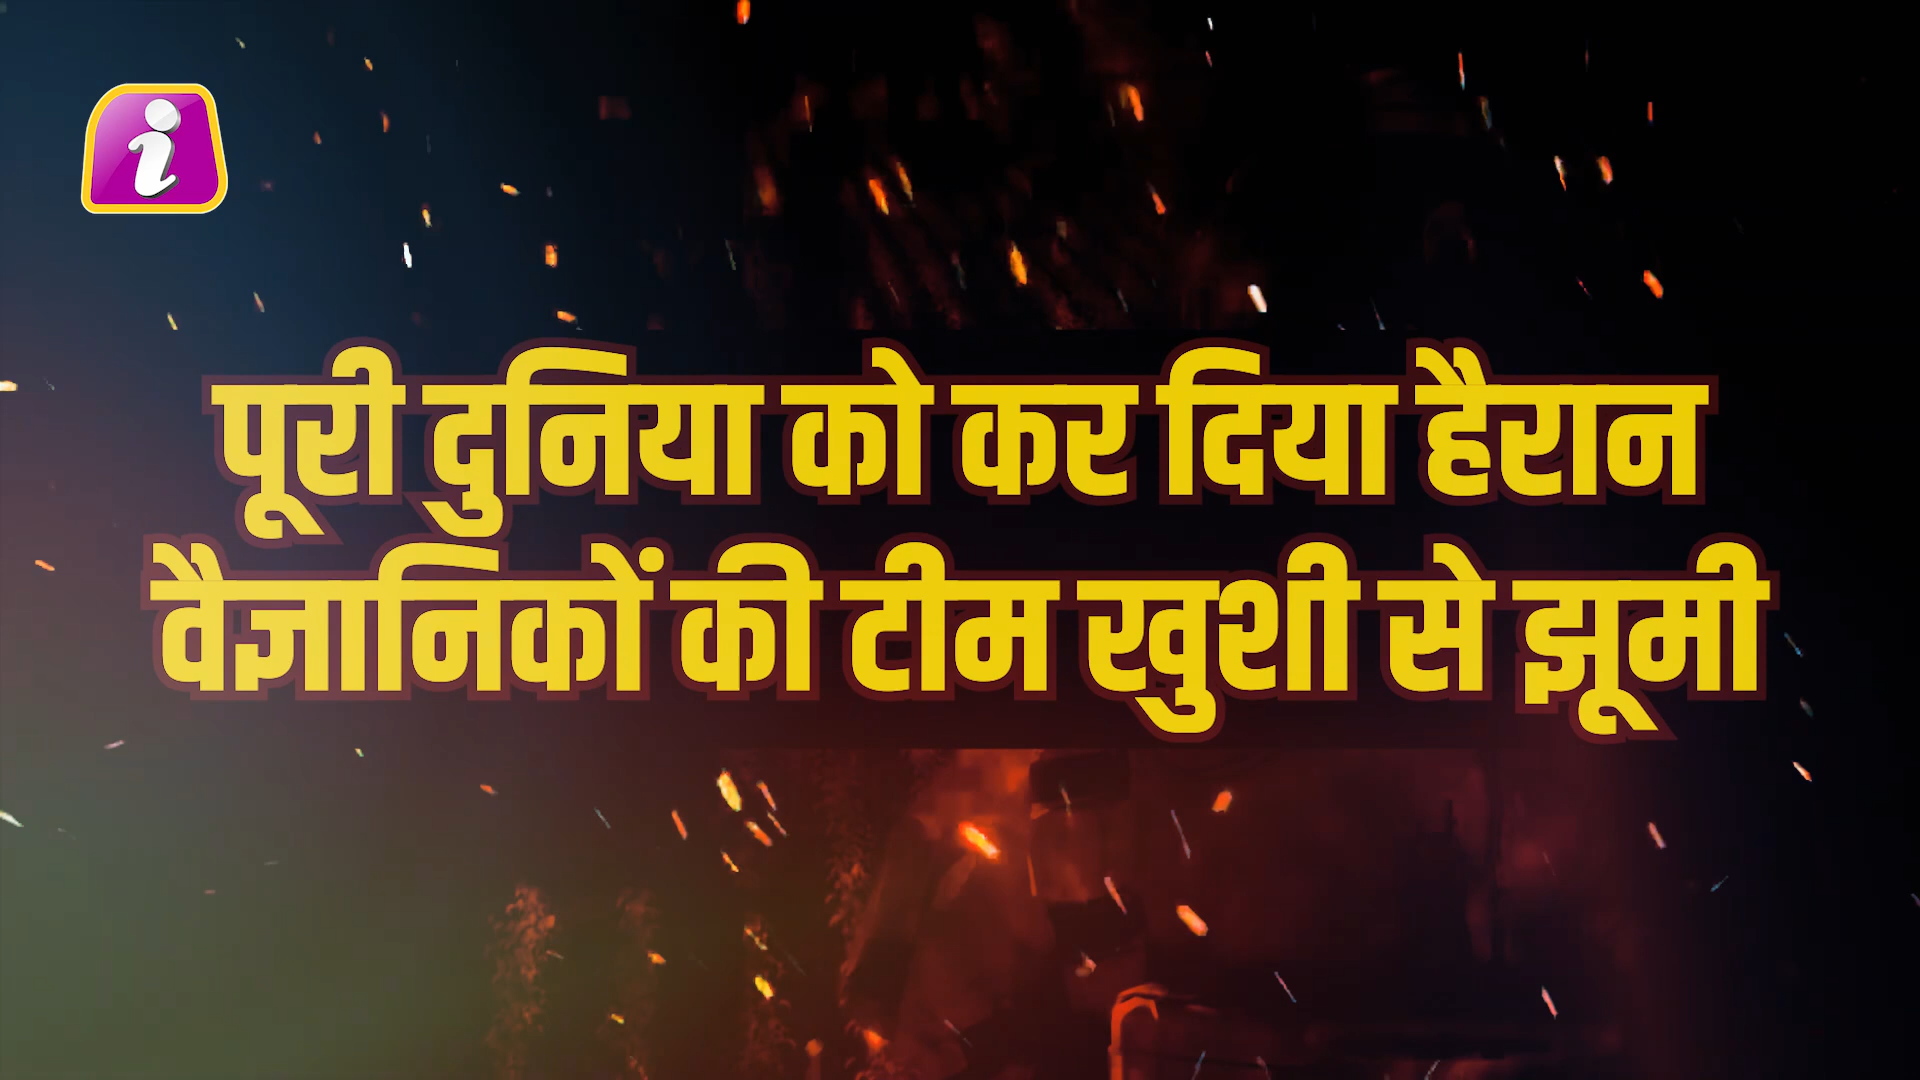 i
पूरी दुनिया को कर दिया हैरान
वैज्ञानिकों की टीम खुशी से झूमी